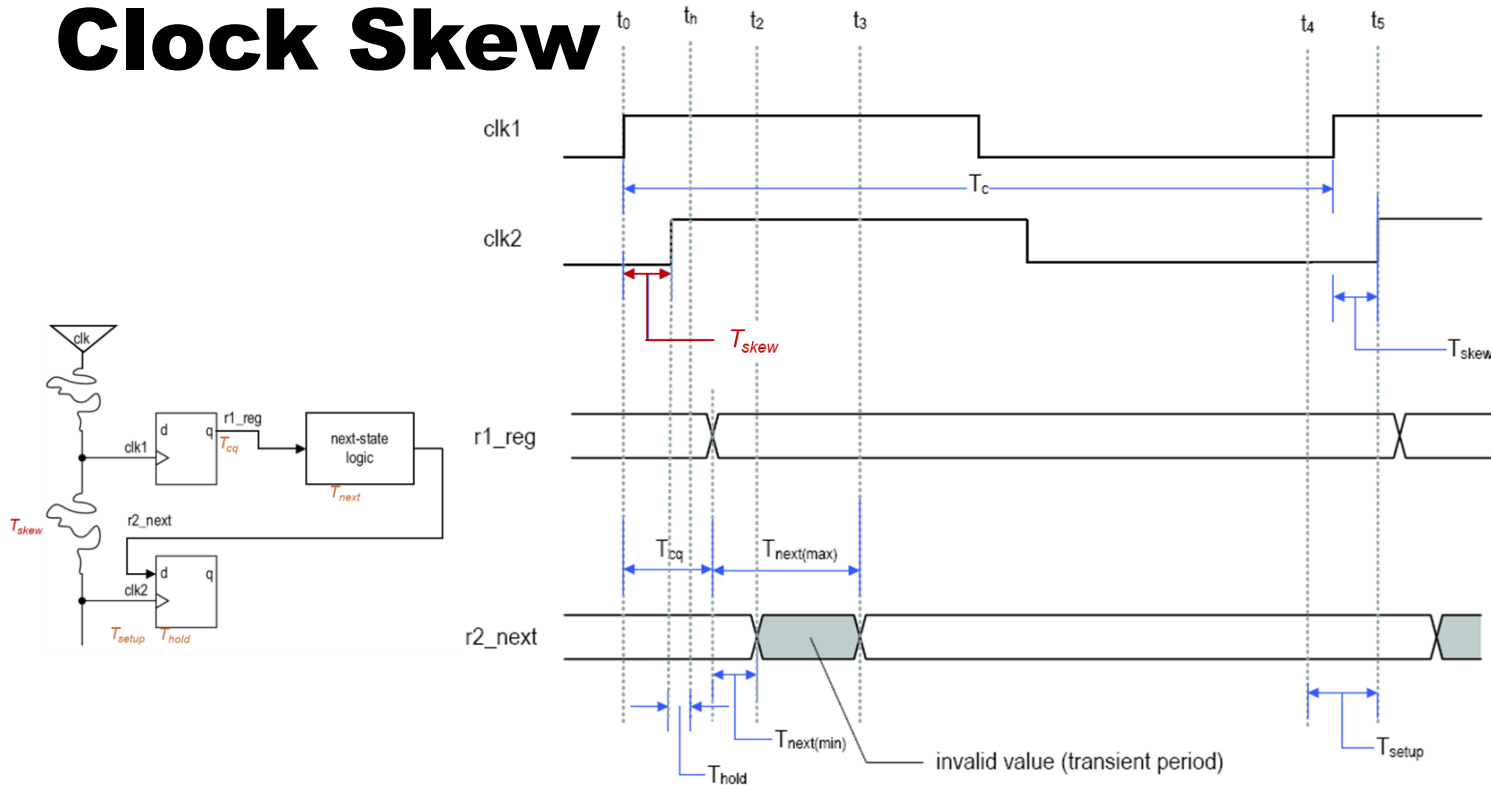 Clock Skew
t0
th
t2
t3
t4
t5
clk1
Tc
clk2
Tskew
Tskew
clk
r1_reg
d
q
clk1
Tcq
next-state
logic
Tnext
Tskew
r2_next
d
q
clk2
Tsetup
Thold
r1_reg
Tcq
Tnext(max)
r2_next
Tnext(min)
Thold
invalid value (transient period)
Tsetup